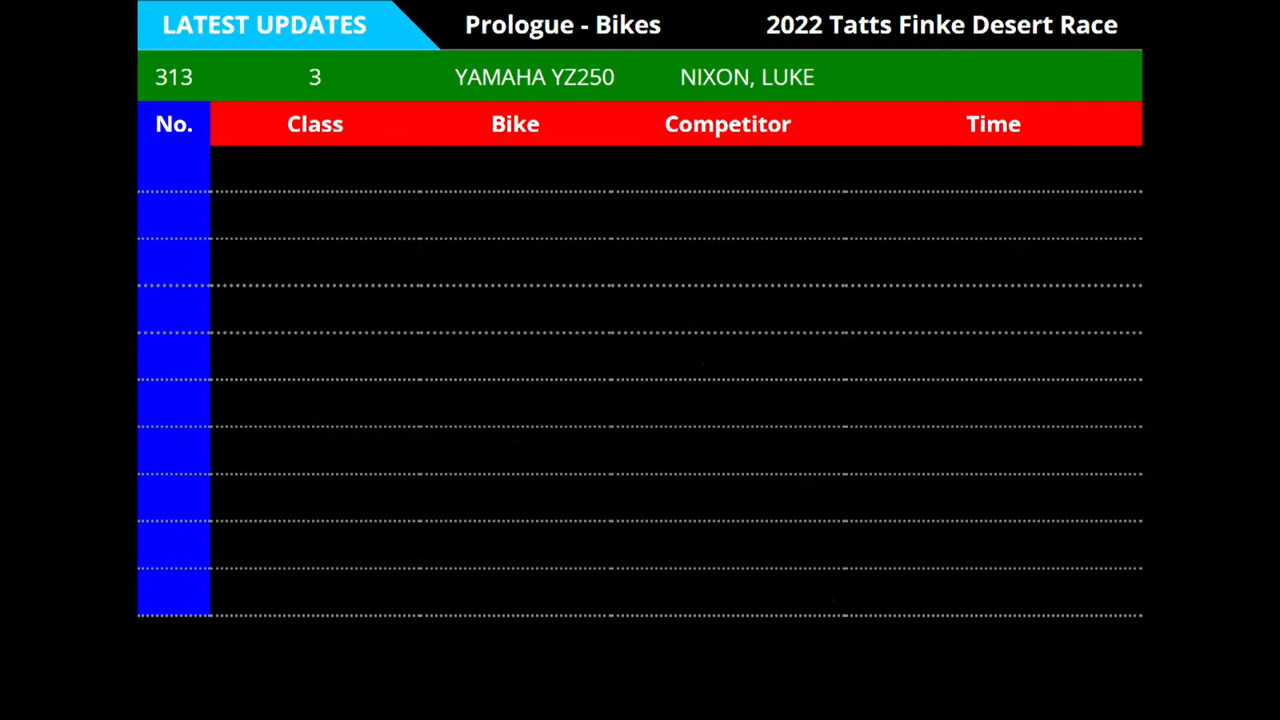 LATEST UPDATES Prologue - Bikes 2022 Tatts Finke Desert Race
313 3 YAMAHA YZ250 NIXON, LUKE
No. Class Bike Competitor Time